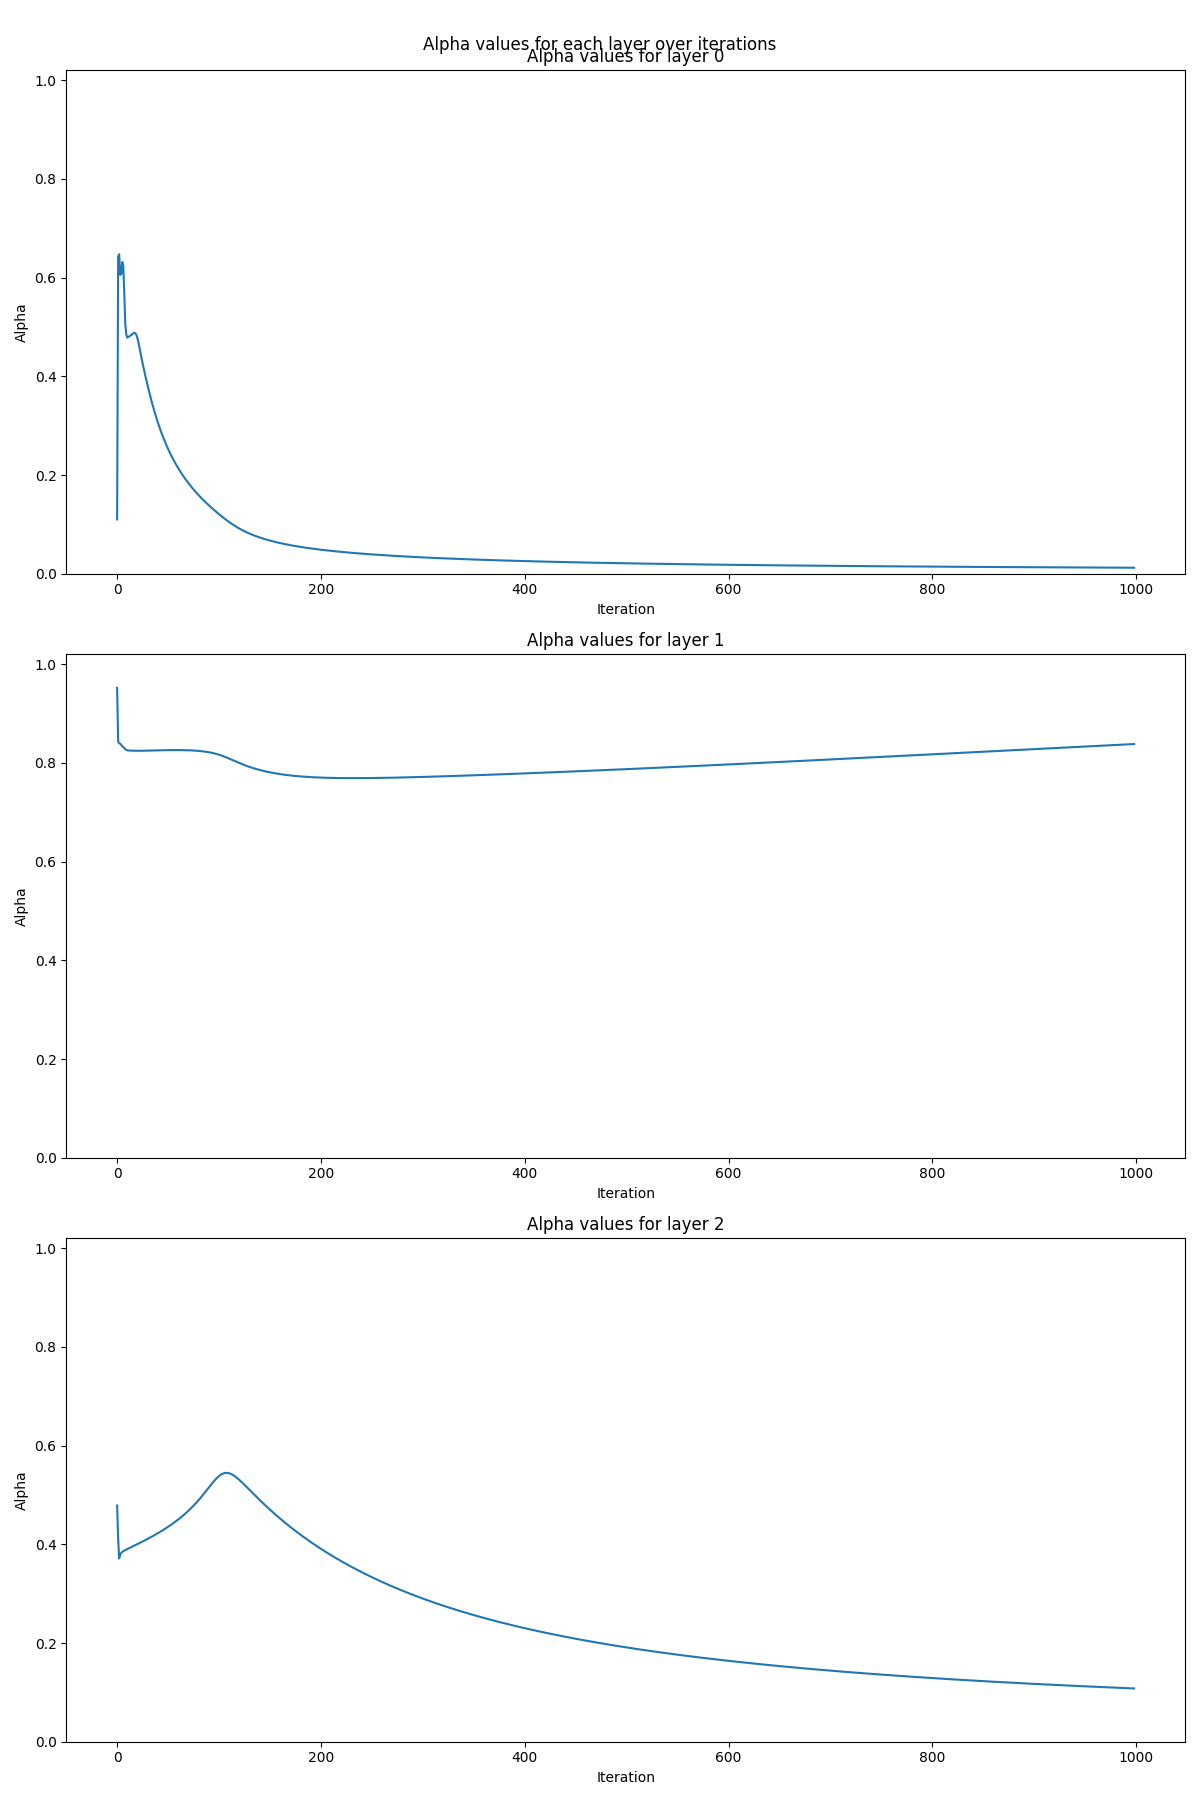 Alpha values for each layer over iterations
Alpha values for layer 0
1.0
0.8
0.6
0.4
0.2
0.0
Alpha
0 200 400 600 800 1000
Iteration
Alpha values for layer 1
1.0
0.8
0.6
0.4
0.2
0.0
Alpha
0 200 400 600 800 1000
Iteration
Alpha values for layer 2
1.0
0.8
0.6
0.4
0.2
0.0
Alpha
0 200 400 600 800 1000
Iteration